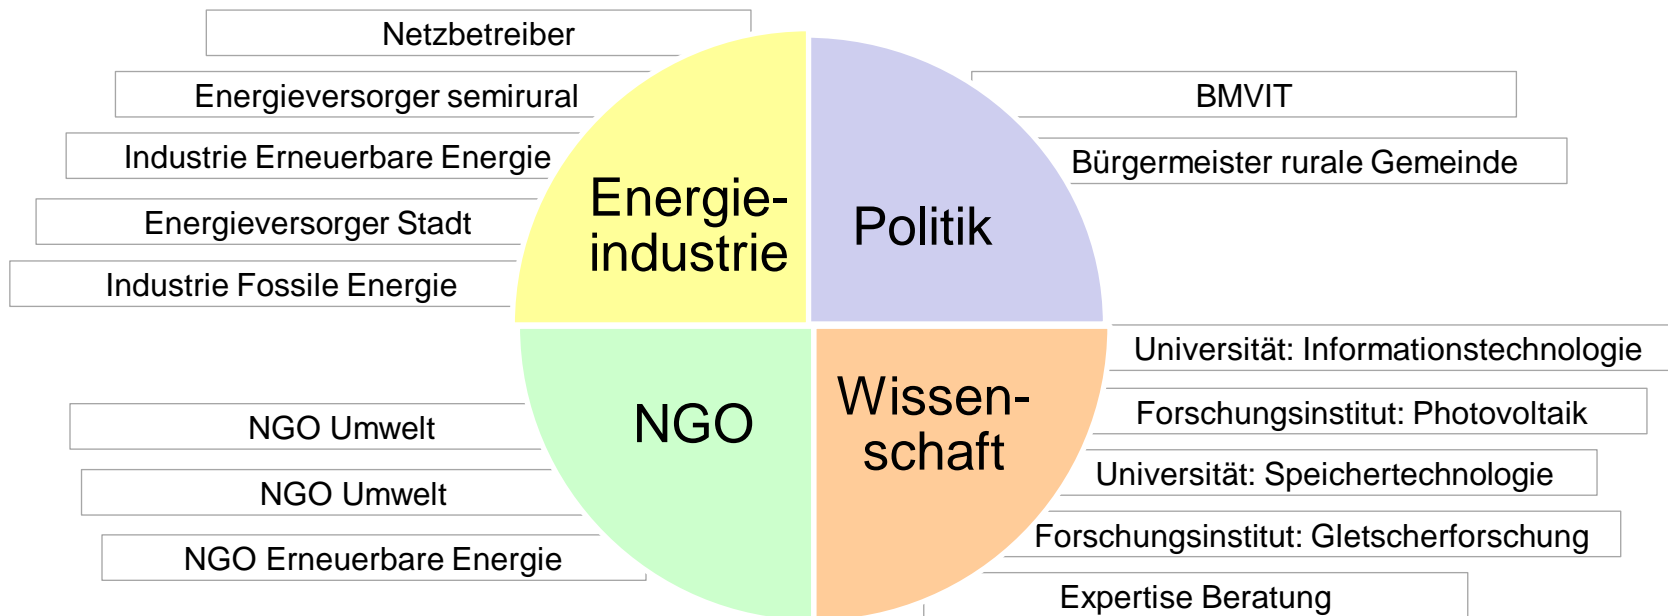 Netzbetreiber
Energieversorger semirural
Industrie Erneuerbare Energie
Energieversorger Stadt
Industrie Fossile Energie
Energie-
industrie
Politik
BMVIT
Bürgermeister rurale Gemeinde
NGO
NGO Umwelt
NGO Umwelt
NGO Erneuerbare Energie
Wissen-
schaft
Universität: Informationstechnologie
Forschungsinstitut: Photovoltaik
Universität: Speichertechnologie
Forschungsinstitut: Gletscherforschung
Expertise Beratung